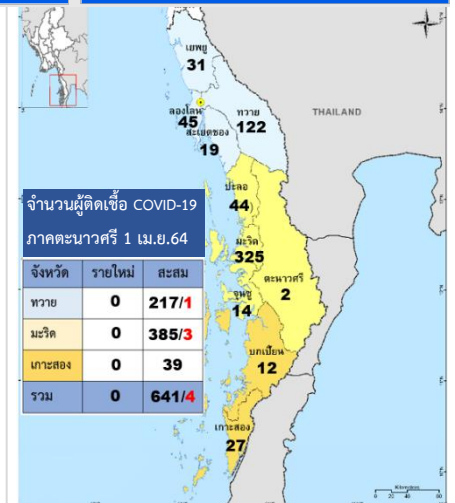 เยพยู
31
ลองโลน
45
ทวาย
122
สะเยดชอง
19
THAILAND
ปะลอ
44
มะริด
325
ตะนาวศรี
2
จุนซู
14
บกเปี้ยน
12
เกาะสอง
27
จำนวนผู้ติดเชื้อ COVID-19
ภาคตะนาวศรี 1 เม.ย.64
จังหวัด รายใหม่ สะสม
ทวาย 0 217/1
มะริด 0 385/3
เกาะสอง 0 39
รวม 0 641/4
Kilometers